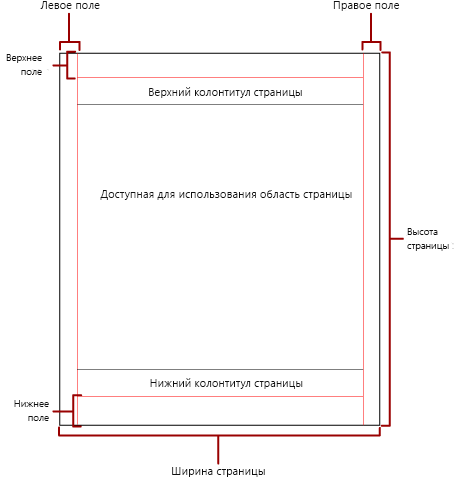 Левое поле
Правое поле
Верхнее
поле
Верхний колонтитул страницы
Доступная для использования область страницы
Высота
страницы
Нижний колонтитул страницы
Нижнее
поле
Ширина страницы